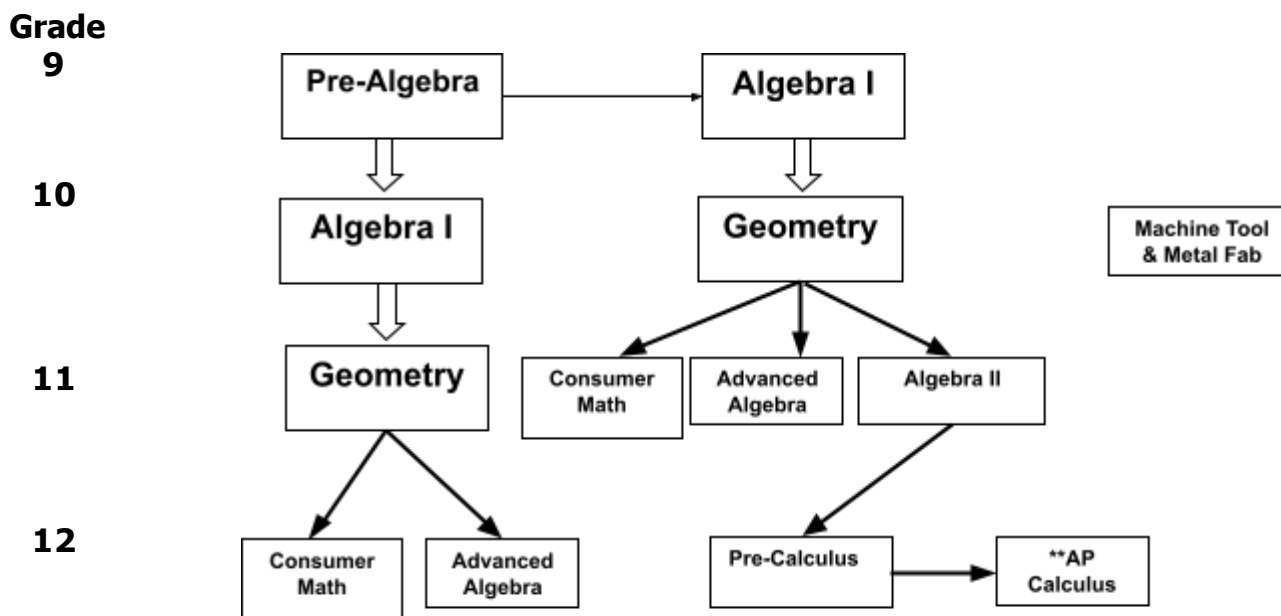 Grade
9
Pre-Algebra
Algebra I
10
Algebra I
Geometry
Machine Tool
& Metal Fab
11
Geometry
Consumer
Math
Advanced
Algebra
Algebra II
12
Consumer
Math
Advanced
Algebra
Pre-Calculus
**AP
Calculus